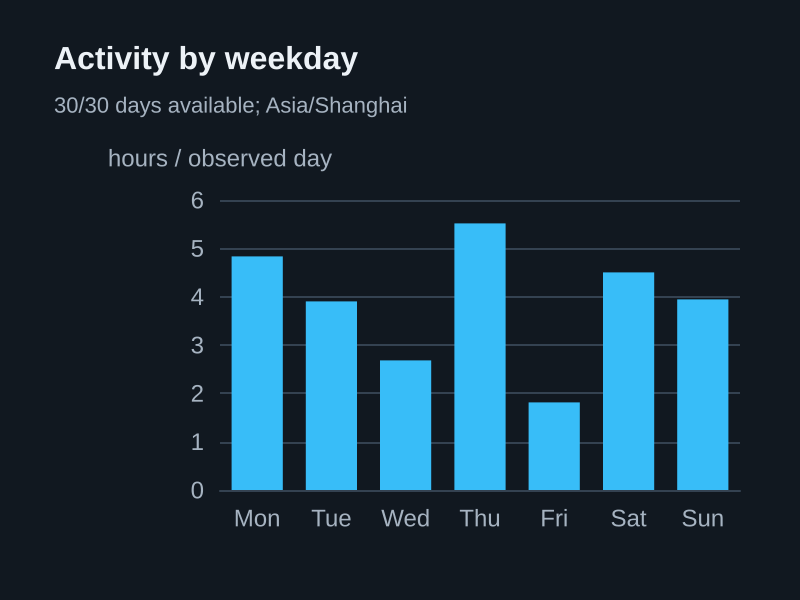 Activity by weekday
30/30 days available; Asia/Shanghai
hours / observed day
6
5
4
3
2
1
0
Mon Tue Wed Thu Fri Sat Sun